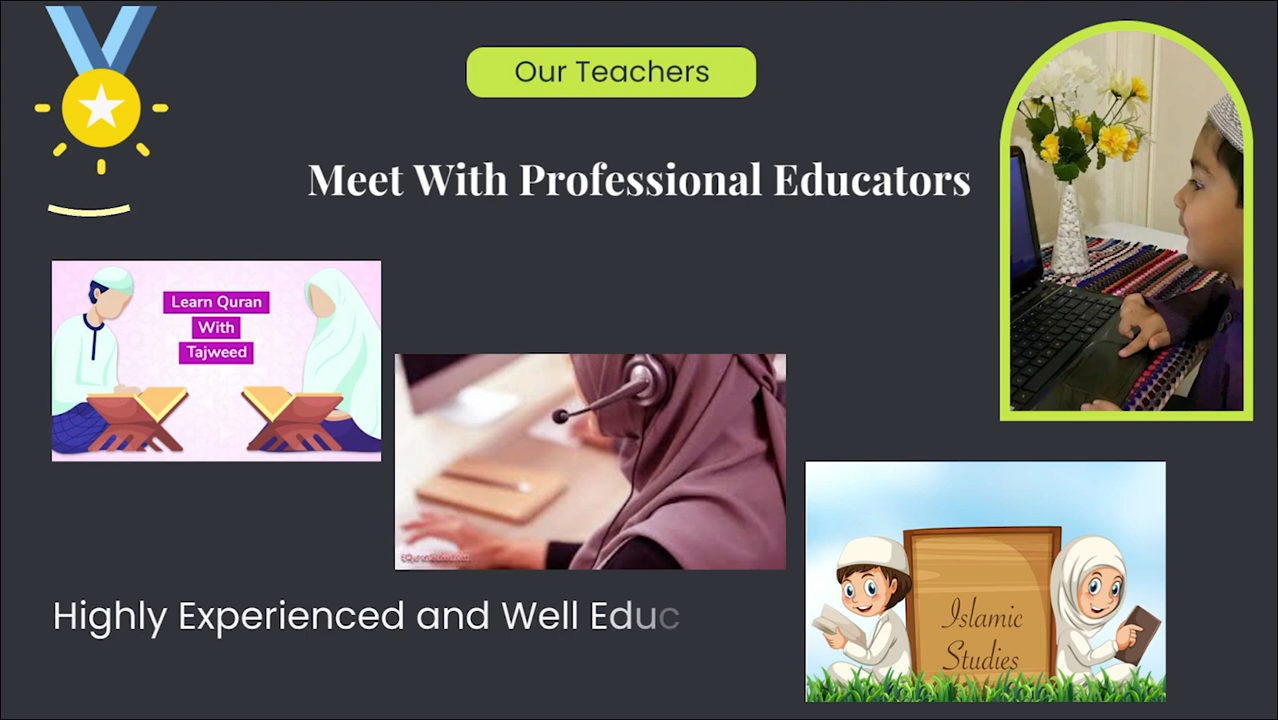 Our Teachers
Meet With Professional Educators
Learn Quran
With
Tajweed
Highly Experienced and Well Educ
Islamic
Studies